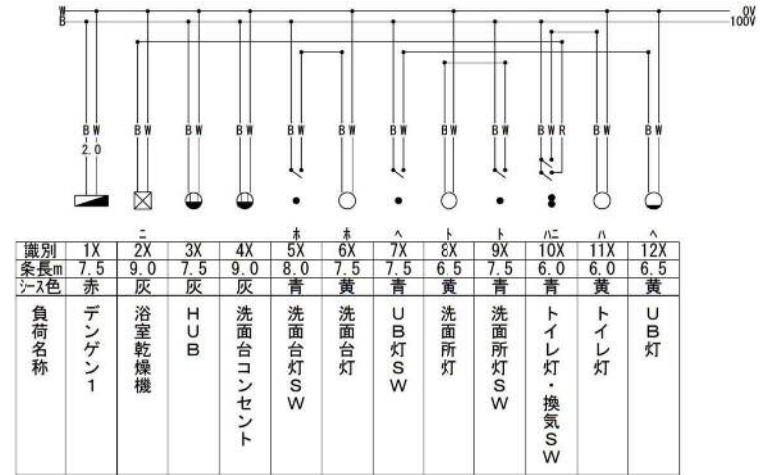 W 0V
B 100V
B W B W B W B W B W B W B W B W B W B W R B W B W
2.0
ニ ホ ホ ヘ ト ト ハニ ハ ヘ
識別 1X 2X 3X 4X 5X 6X 7X 8X 9X 10X 11X 12X
条長m 7.5 9.0 7.5 9.0 8.0 7.5 7.5 6.5 7.5 6.0 6.0 6.5
シース色 赤 灰 灰 灰 青 黄 青 黄 青 青 黄 黄
負荷名称 デンゲン1 浴室乾燥機 HUB 洗面台コンセント 洗面台灯SW 洗面台灯 UB灯SW 洗面所灯 洗面所灯SW トイレ灯・換気SW トイレ灯 UB灯